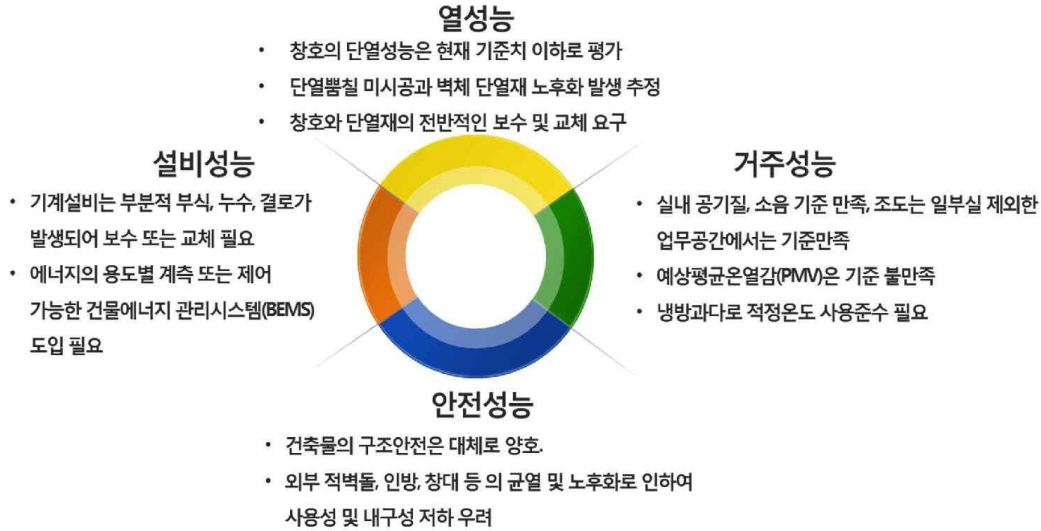 열성능
• 창호의 단열성능은 현재 기준치 이하로 평가
• 단열뿜칠 미시공과 벽체 단열재 노후화 발생 추정
• 창호와 단열재의 전반적인 보수 및 교체 요구
설비성능
• 기계설비는 부분적 부식, 누수, 결로가
발생되어 보수 또는 교체 필요
• 에너지의 용도별 계측 또는 제어
가능한 건물에너지 관리시스템(BEMS)
도입 필요
거주성능
• 실내 공기질, 소음 기준 만족, 조도는 일부실 제외한
업무공간에서는 기준만족
• 예상평균온열감(PMV)은 기준 불만족
• 냉방과다로 적정온도 사용준수 필요
안전성능
• 건축물의 구조안전은 대체로 양호.
• 외부 적벽돌, 인방, 창대 등 의 균열 및 노후화로 인하여
사용성 및 내구성 저하 우려